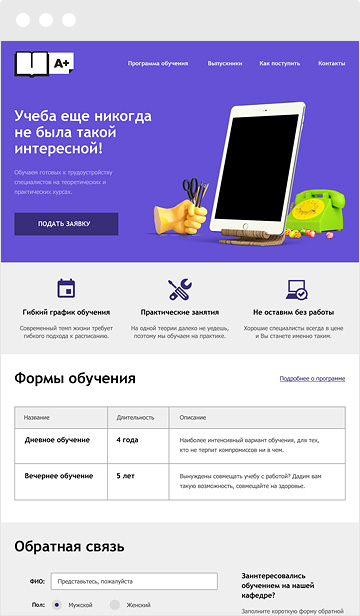 A+
Программа обучения Выпускники Как поступить Контакты
Учеба еще никогда
не была такой
интересной!
Обучаем готовых к трудоустройству
специалистов на теоретических и
практических курсах.
ПОДАТЬ ЗАЯВКУ
Гибкий график обучения
Современный темп жизни требует
гибкого подхода к расписанию.
Практические занятия
На одной теории далеко не уедешь,
поэтому мы обучаем на практике.
Не оставим без работы
Хорошие специалисты всегда в цене
и Вы станете именно таким.
Формы обучения
Подробнее о программе
Название Длительность Описание
Дневное обучение 4 года Наиболее интенсивный вариант обучения, для тех,
кто не терпит компромиссов ни в чем.
Вечернее обучение 5 лет Вынуждены совмещать учебу с работой? Дадим вам
такую возможность, совмещайте на здоровье.
Обратная связь
ФИО: Представьтесь, пожалуйста
Пол: Мужской Женский
Заинтересовались
обучением на нашей
кафедре?
Заполните короткую форму обратной